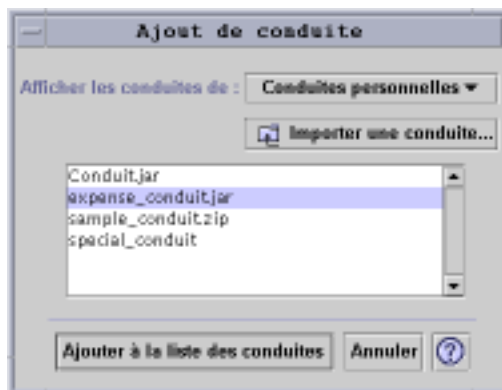 Ajout de conduite
Afficher les conduites de : Conduites personnelles
Importer une conduite...
Conduit.jar
expense_conduit.jar
sample_conduit.zip
special_conduit
Ajouter à la liste des conduites Annuler ?